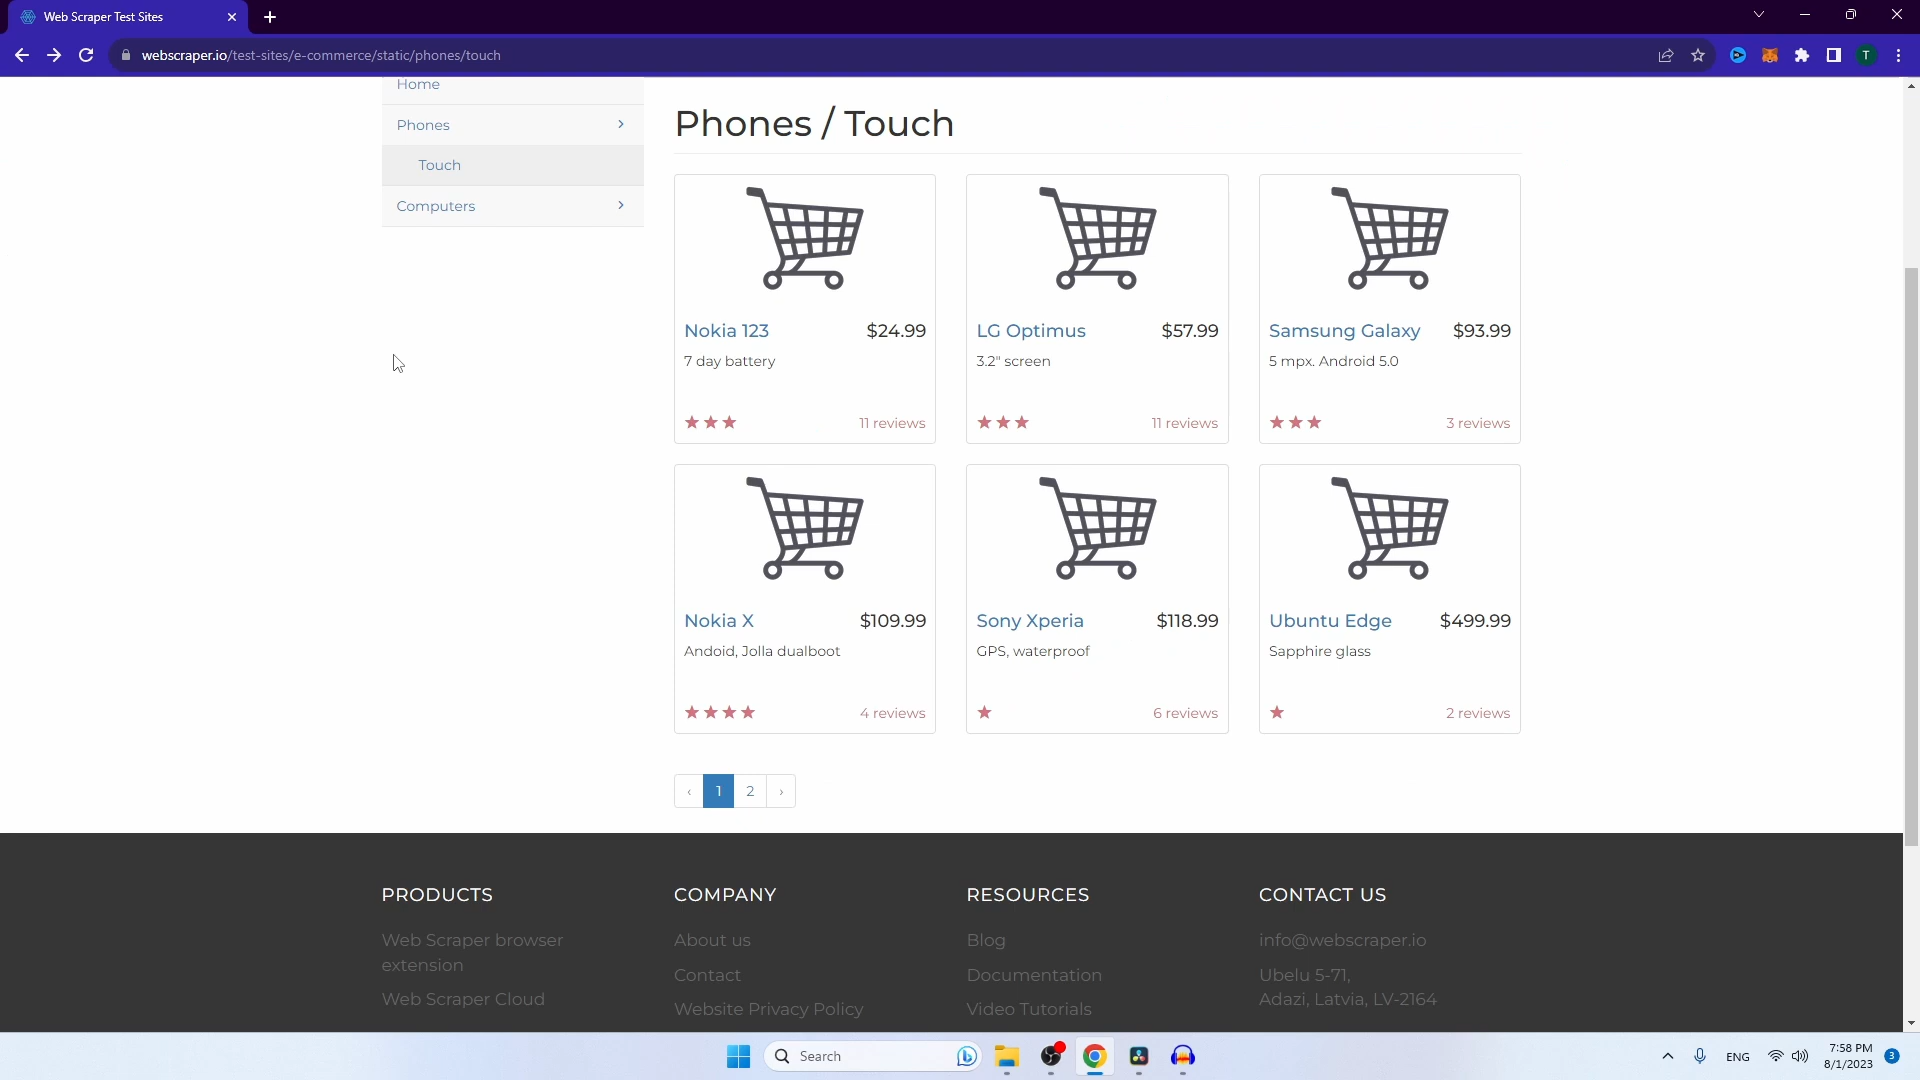 Web Scraper Test Sites
webscraper.io/test-sites/e-commerce/static/phones/touch
T
Home
Phones
Touch
Computers
Phones / Touch
Nokia 123 $24.99
7 day battery
11 reviews
LG Optimus $57.99
3.2" screen
11 reviews
Samsung Galaxy $93.99
5 mpx. Android 5.0
3 reviews
Nokia X $109.99
Andoid, Jolla dualboot
4 reviews
Sony Xperia $118.99
GPS, waterproof
6 reviews
Ubuntu Edge $499.99
Sapphire glass
2 reviews
‹ 1 2 ›
PRODUCTS
Web Scraper browser
extension
Web Scraper Cloud
COMPANY
About us
Contact
Website Privacy Policy
RESOURCES
Blog
Documentation
Video Tutorials
CONTACT US
info@webscraper.io
Ubelu 5-71,
Adazi, Latvia, LV-2164
Search
ENG
7:58 PM
8/1/2023
3